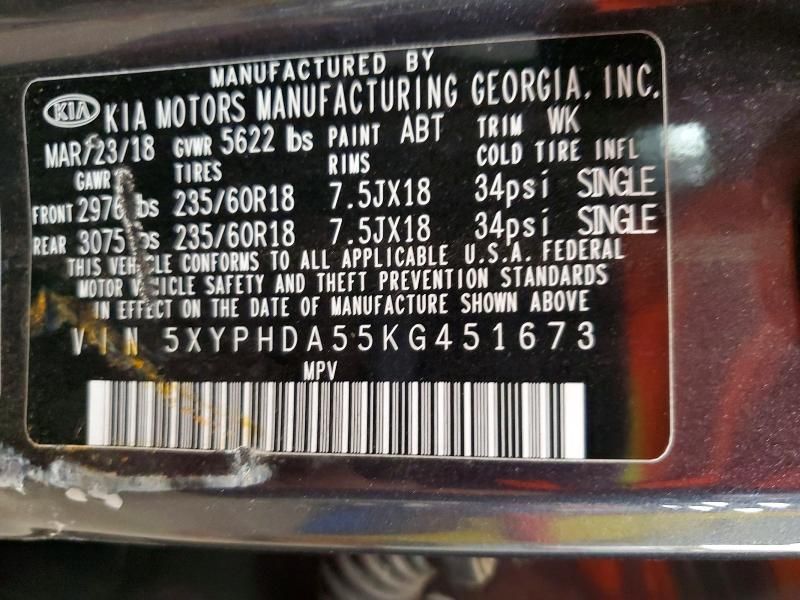 MANUFACTURED BY
KIA KIA MOTORS MANUFACTURING GEORGIA, INC.
MAR/23/18 GVWR 5622 lbs PAINT ABT TRIM WK
GAWR TIRES RIMS COLD TIRE INFL
FRONT 2976 lbs 235/60R18 7.5JX18 34psi SINGLE
REAR 3075 lbs 235/60R18 7.5JX18 34psi SINGLE
THIS VEHICLE CONFORMS TO ALL APPLICABLE U.S.A. FEDERAL
MOTOR VEHICLE SAFETY AND THEFT PREVENTION STANDARDS
IN EFFECT ON THE DATE OF MANUFACTURE SHOWN ABOVE
VIN 5XYPHDA55KG451673
MPV